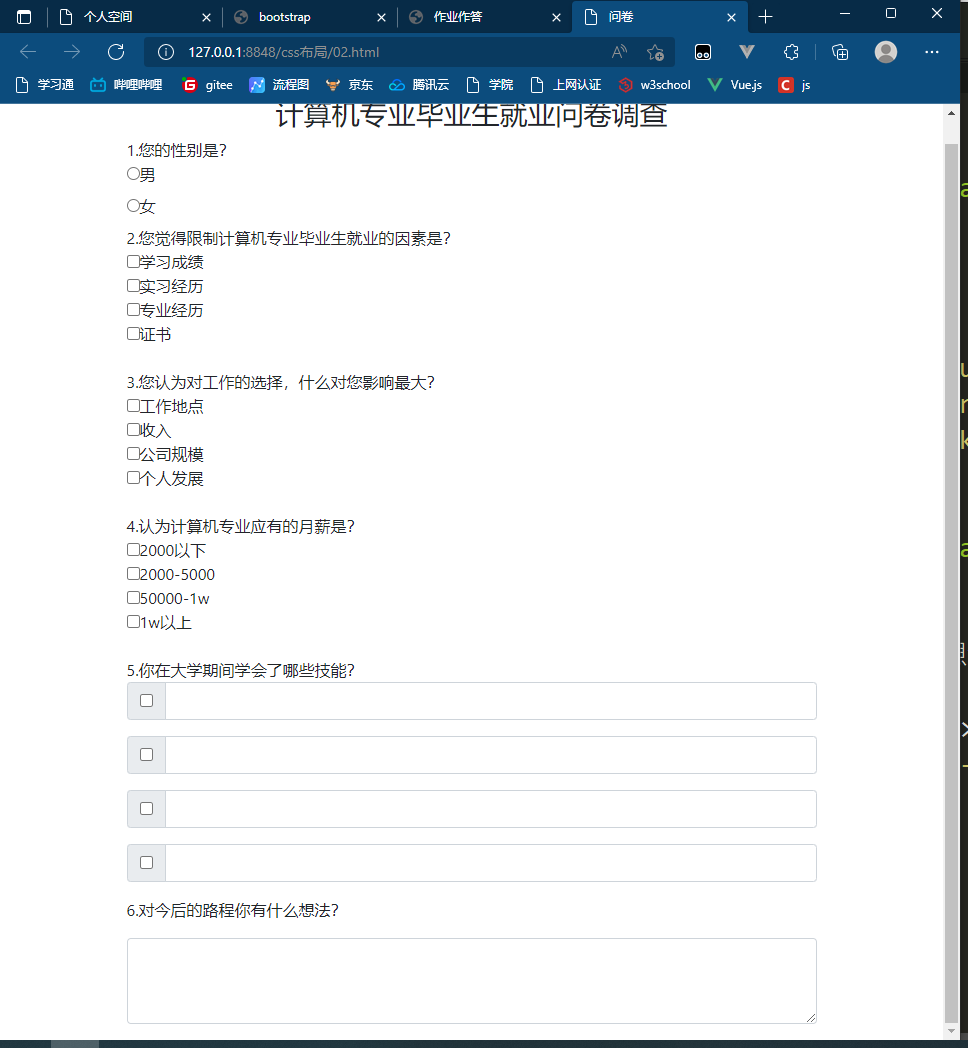 个人空间 bootstrap 作业作答 问卷
127.0.0.1:8848/css布局/02.html
学习通 哔哩哔哩 gitee 流程图 京东 腾讯云 学院 上网认证 w3school Vue.js js
计算机专业毕业生就业问卷调查
1.您的性别是?
男
女
2.您觉得限制计算机专业毕业生就业的因素是?
学习成绩
实习经历
专业经历
证书
3.您认为对工作的选择，什么对您影响最大?
工作地点
收入
公司规模
个人发展
4.认为计算机专业应有的月薪是?
2000以下
2000-5000
50000-1w
1w以上
5.你在大学期间学会了哪些技能?
6.对今后的路程你有什么想法?